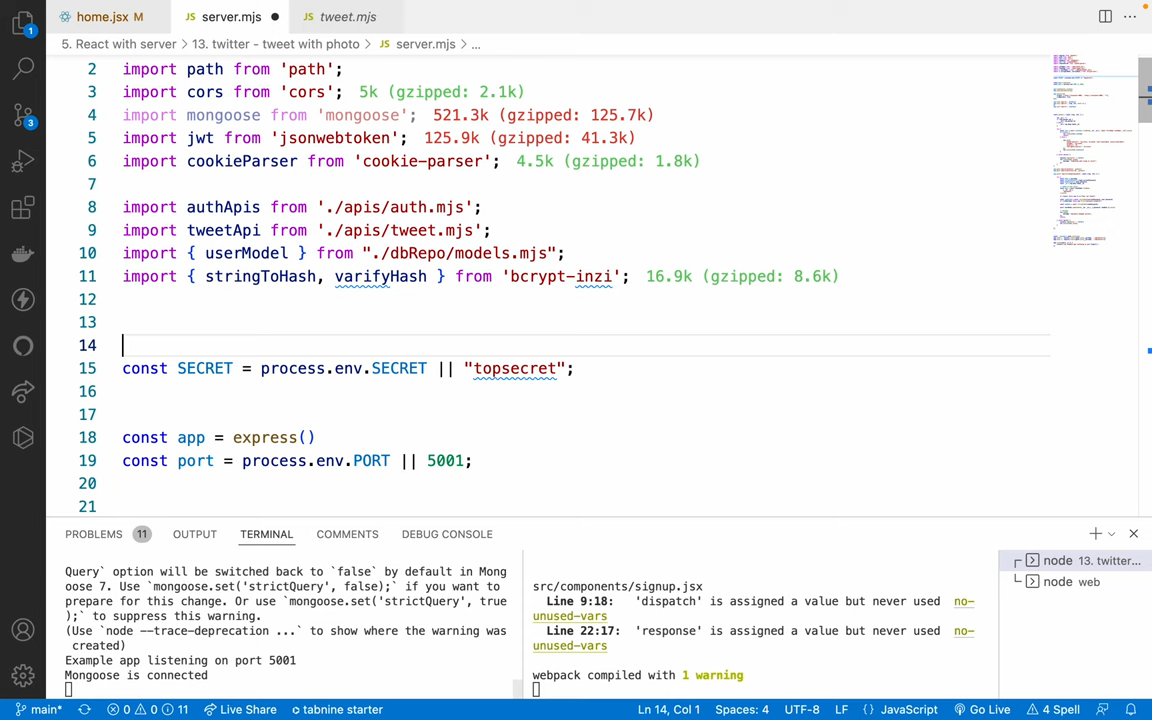 home.jsx M
server.mjs
tweet.mjs
5. React with server > 13. twitter - tweet with photo > server.mjs > ...
2 import path from 'path';
3 import cors from 'cors'; 5k (gzipped: 2.1k)
4 import mongoose from 'mongoose'; 521.3k (gzipped: 125.7k)
5 import jwt from 'jsonwebtoken'; 125.9k (gzipped: 41.3k)
6 import cookieParser from 'cookie-parser'; 4.5k (gzipped: 1.8k)
7
8 import authApis from './apis/auth.mjs';
9 import tweetApi from './apis/tweet.mjs';
10 import { userModel } from "./dbRepo/models.mjs";
11 import { stringToHash, varifyHash } from 'bcrypt-inzi'; 16.9k (gzipped: 8.6k)
12
13
14
15 const SECRET = process.env.SECRET || "topsecret";
16
17
18 const app = express()
19 const port = process.env.PORT || 5001;
20
21
PROBLEMS 11 OUTPUT TERMINAL COMMENTS DEBUG CONSOLE
Query` option will be switched back to `false` by default in Mong
oose 7. Use `mongoose.set('strictQuery', false);` if you want to
prepare for this change. Or use `mongoose.set('strictQuery', true
);` to suppress this warning.
(Use `node --trace-deprecation ...` to show where the warning was
created)
Example app listening on port 5001
Mongoose is connected
src/components/signup.jsx
Line 9:18: 'dispatch' is assigned a value but never used no-
unused-vars
Line 22:17: 'response' is assigned a value but never used no-
unused-vars
webpack compiled with 1 warning
node 13. twitter...
node web
1
3
main* 0 0 11 Live Share tabnine starter Ln 14, Col 1 Spaces: 4 UTF-8 LF {} JavaScript Go Live 4 Spell